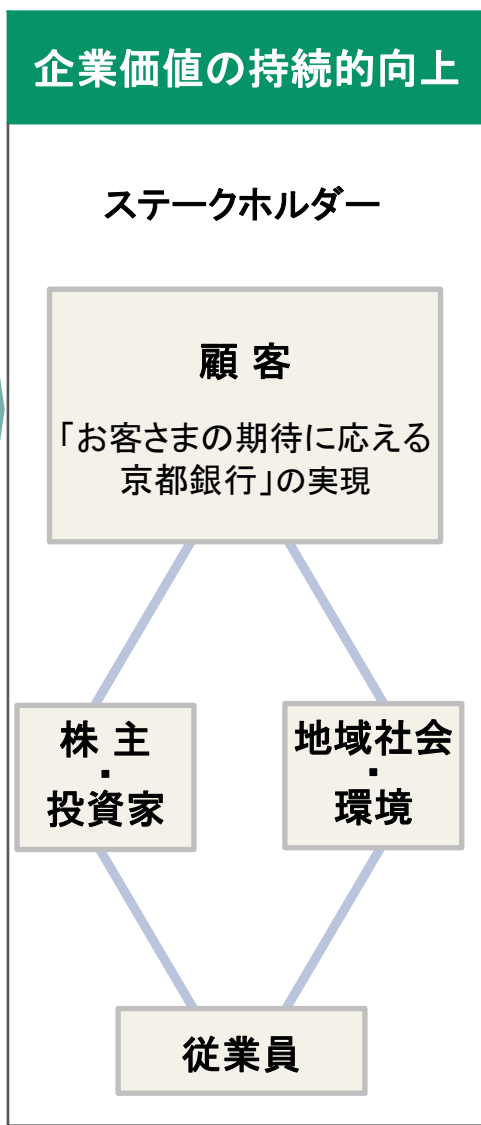 企業価値の持続的向上
ステークホルダー
顧 客
「お客さまの期待に応える
京都銀行」の実現
株 主
・
投資家
地域社会
・
環境
従業員